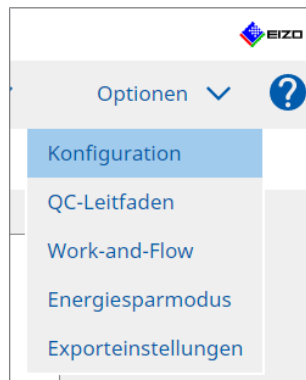 EIZO
Optionen
Konfiguration
QC-Leitfaden
Work-and-Flow
Energiesparmodus
Exporteinstellungen